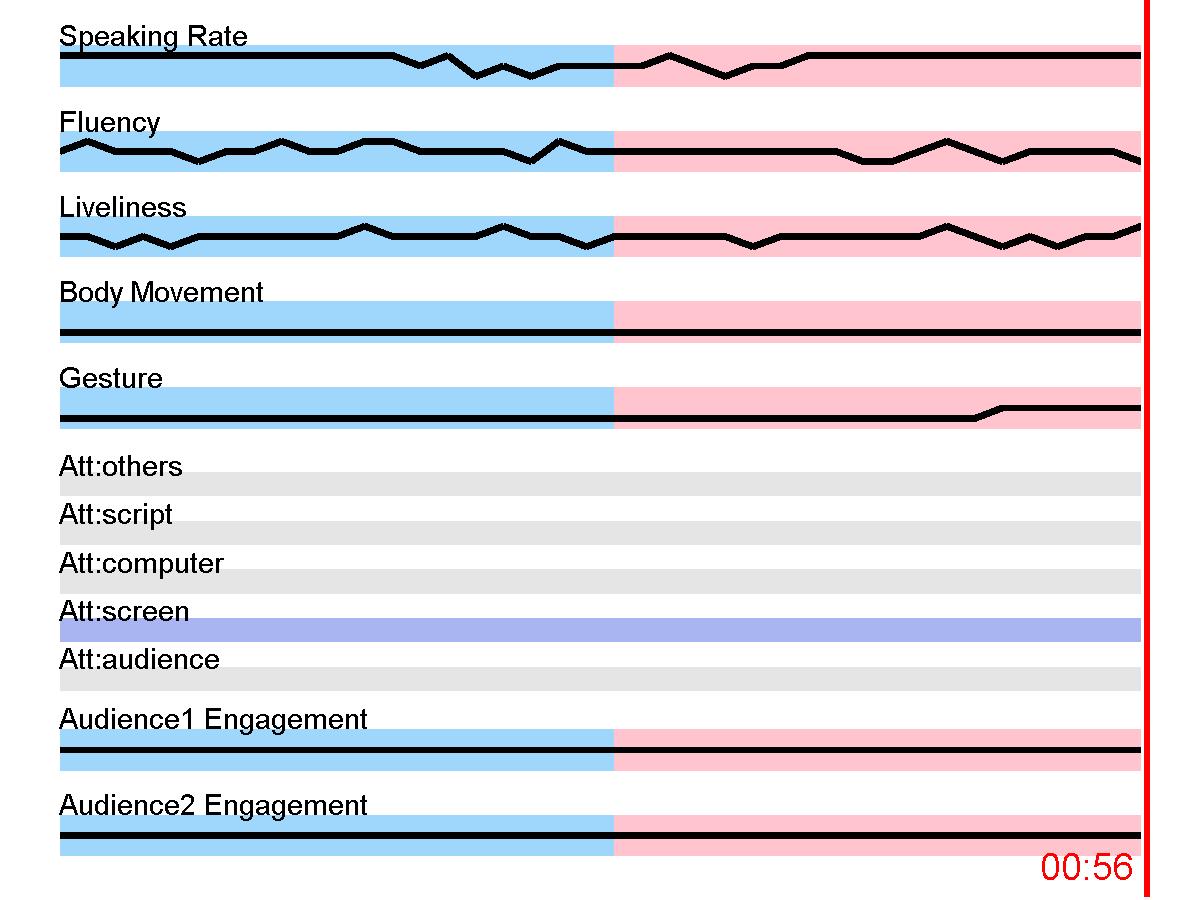 Speaking Rate
Fluency
Liveliness
Body Movement
Gesture
Att:others
Att:script
Att:computer
Att:screen
Att:audience
Audience1 Engagement
Audience2 Engagement
00:56